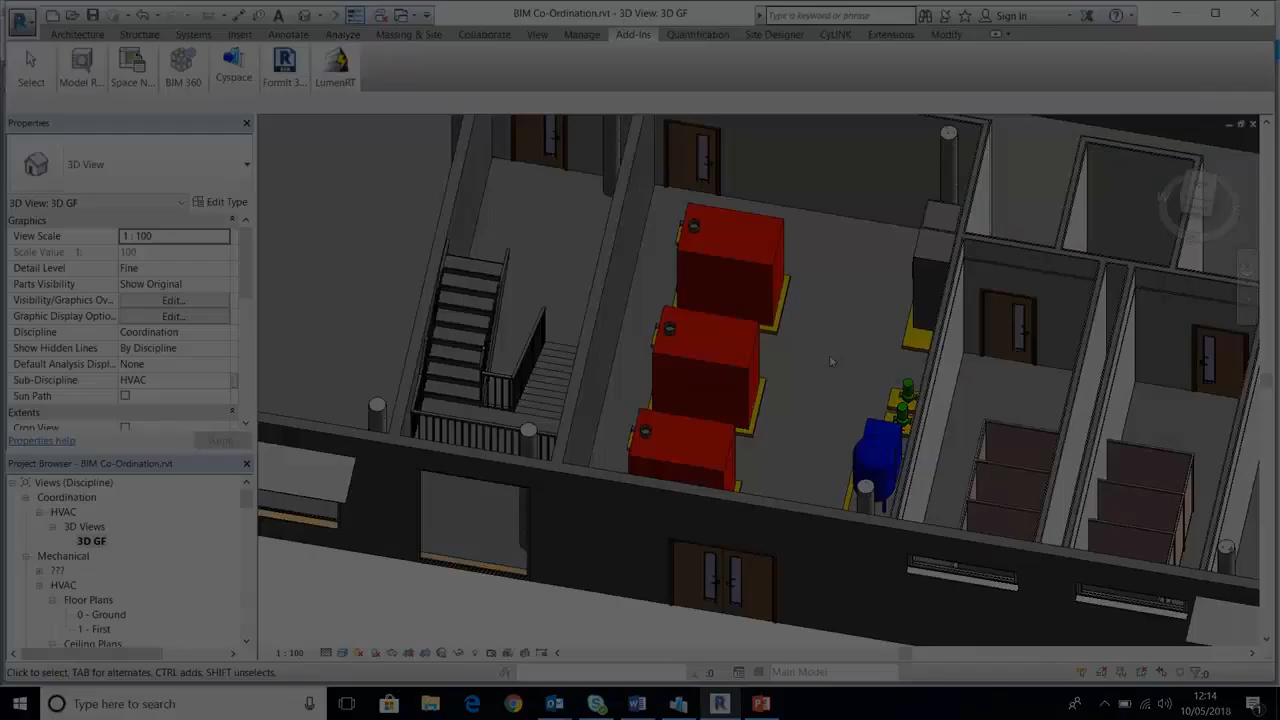 BIM Co-Ordination.rvt - 3D View: 3D GF
Type a keyword or phrase
Sign In
Architecture Structure Systems Insert Annotate Analyze Massing & Site Collaborate View Manage Add-Ins Quantification Site Designer CyLINK Extensions Modify
Select
Model R...
Space N...
BIM 360
Cyspace
FormIt 3...
LumenRT
Properties
3D View
3D View: 3D GF
Edit Type
Graphics
View Scale 1 : 100
Scale Value 1: 100
Detail Level Fine
Parts Visibility Show Original
Visibility/Graphics Ov... Edit...
Graphic Display Optio... Edit...
Discipline Coordination
Show Hidden Lines By Discipline
Default Analysis Displ... None
Sub-Discipline HVAC
Sun Path
Extents
Crop View
Properties help
Apply
Project Browser - BIM Co-Ordination.rvt
Views (Discipline)
Coordination
HVAC
3D Views
3D GF
Mechanical
???
HVAC
Floor Plans
0 - Ground
1 - First
Ceiling Plans
1 : 100
Click to select, TAB for alternates, CTRL adds, SHIFT unselects.
:0
Main Model
:0
Type here to search
12:14
10/05/2018